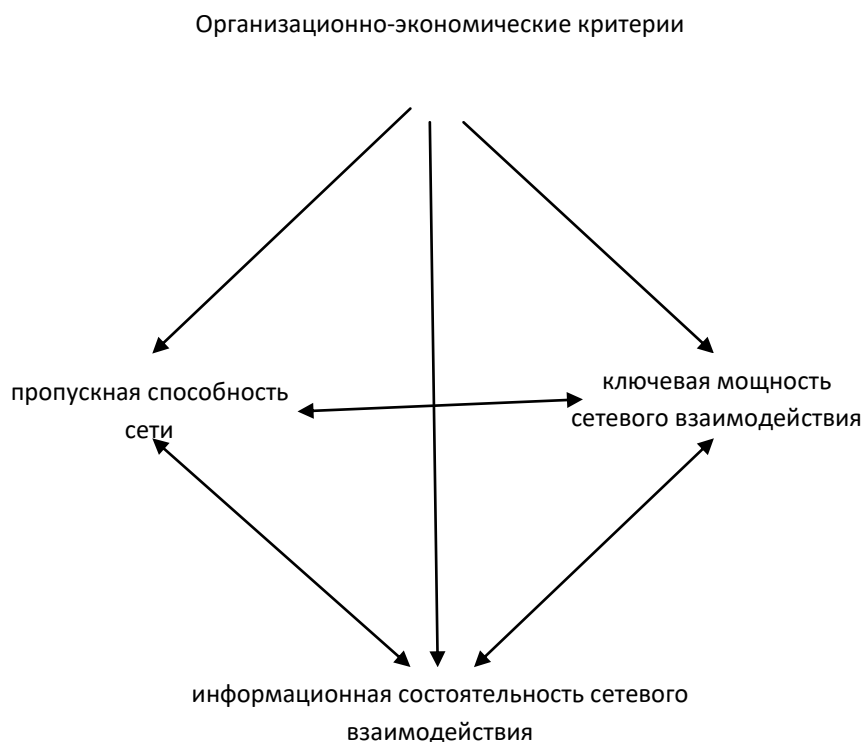 Организационно-экономические критерии
пропускная способность
сети
ключевая мощность
сетевого взаимодействия
информационная состоятельность сетевого
взаимодействия